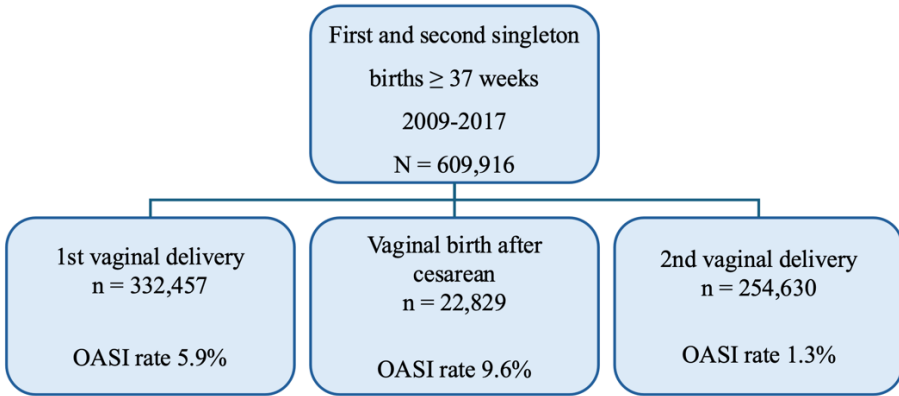 First and second singleton
births ≥ 37 weeks
2009-2017
N = 609,916
1st vaginal delivery
n = 332,457
OASI rate 5.9%
Vaginal birth after
cesarean
n = 22,829
OASI rate 9.6%
2nd vaginal delivery
n = 254,630
OASI rate 1.3%